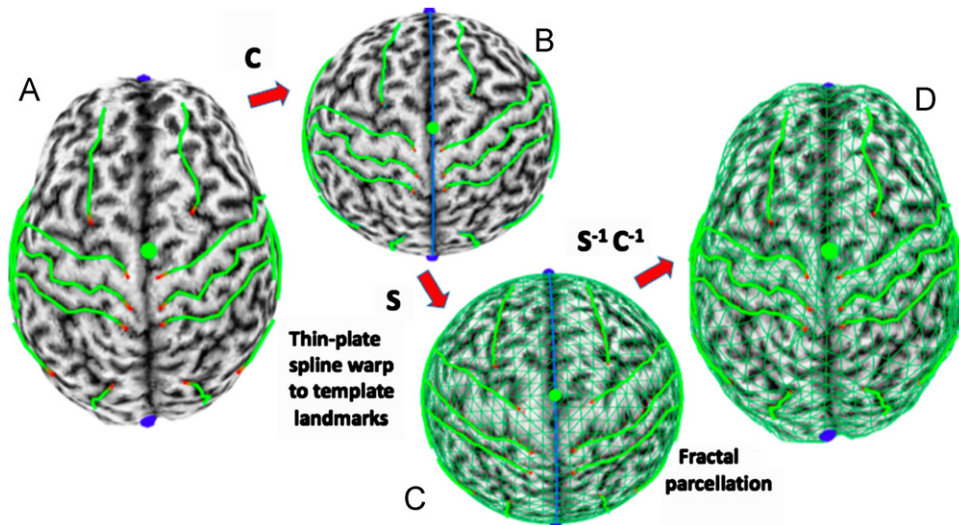 A
C
B
S
Thin-plate
spline warp
to template
landmarks
C
Fractal
parcellation
S⁻¹ C⁻¹
D